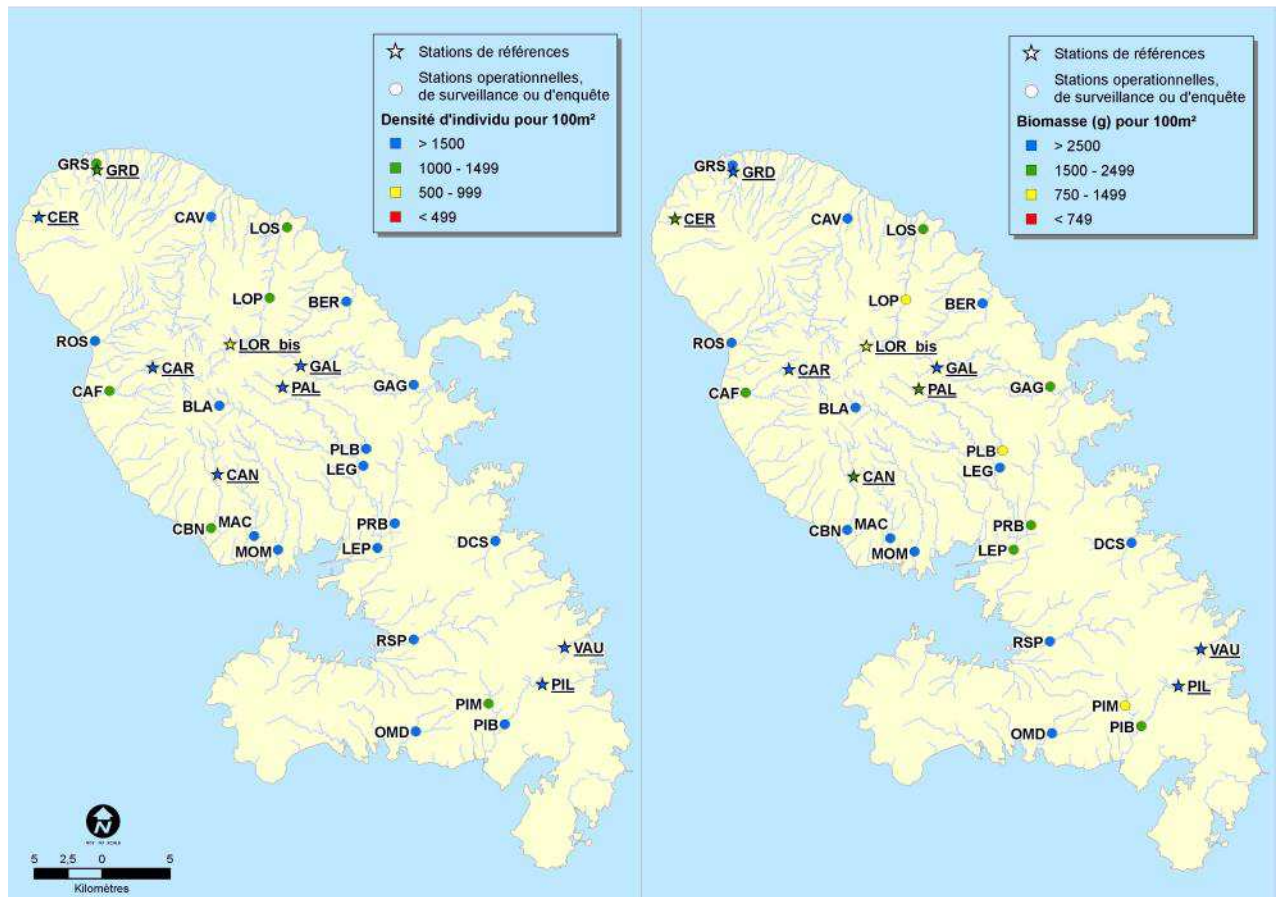 Stations de références
Stations operationnelles,
de surveillance ou d'enquête
Densité d'individu pour 100m²
> 1500
1000 - 1499
500 - 999
< 499
GRS
GRD
CER
CAV
LOS
LOP
BER
ROS
LOR_bis
CAR
GAL
CAF
PAL
GAG
BLA
PLB
LEG
CAN
CBN
MAC
PRB
MOM
LEP
DCS
RSP
VAU
PIL
PIM
PIB
OMD
N
5 2,5 0 5
Kilomètres
Stations de références
Stations operationnelles,
de surveillance ou d'enquête
Biomasse (g) pour 100m²
> 2500
1500 - 2499
750 - 1499
< 749
GRS
GRD
CER
CAV
LOS
LOP
BER
ROS
LOR_bis
CAR
GAL
CAF
PAL
GAG
BLA
PLB
LEG
CAN
CBN
MAC
PRB
MOM
LEP
DCS
RSP
VAU
PIL
PIM
PIB
OMD